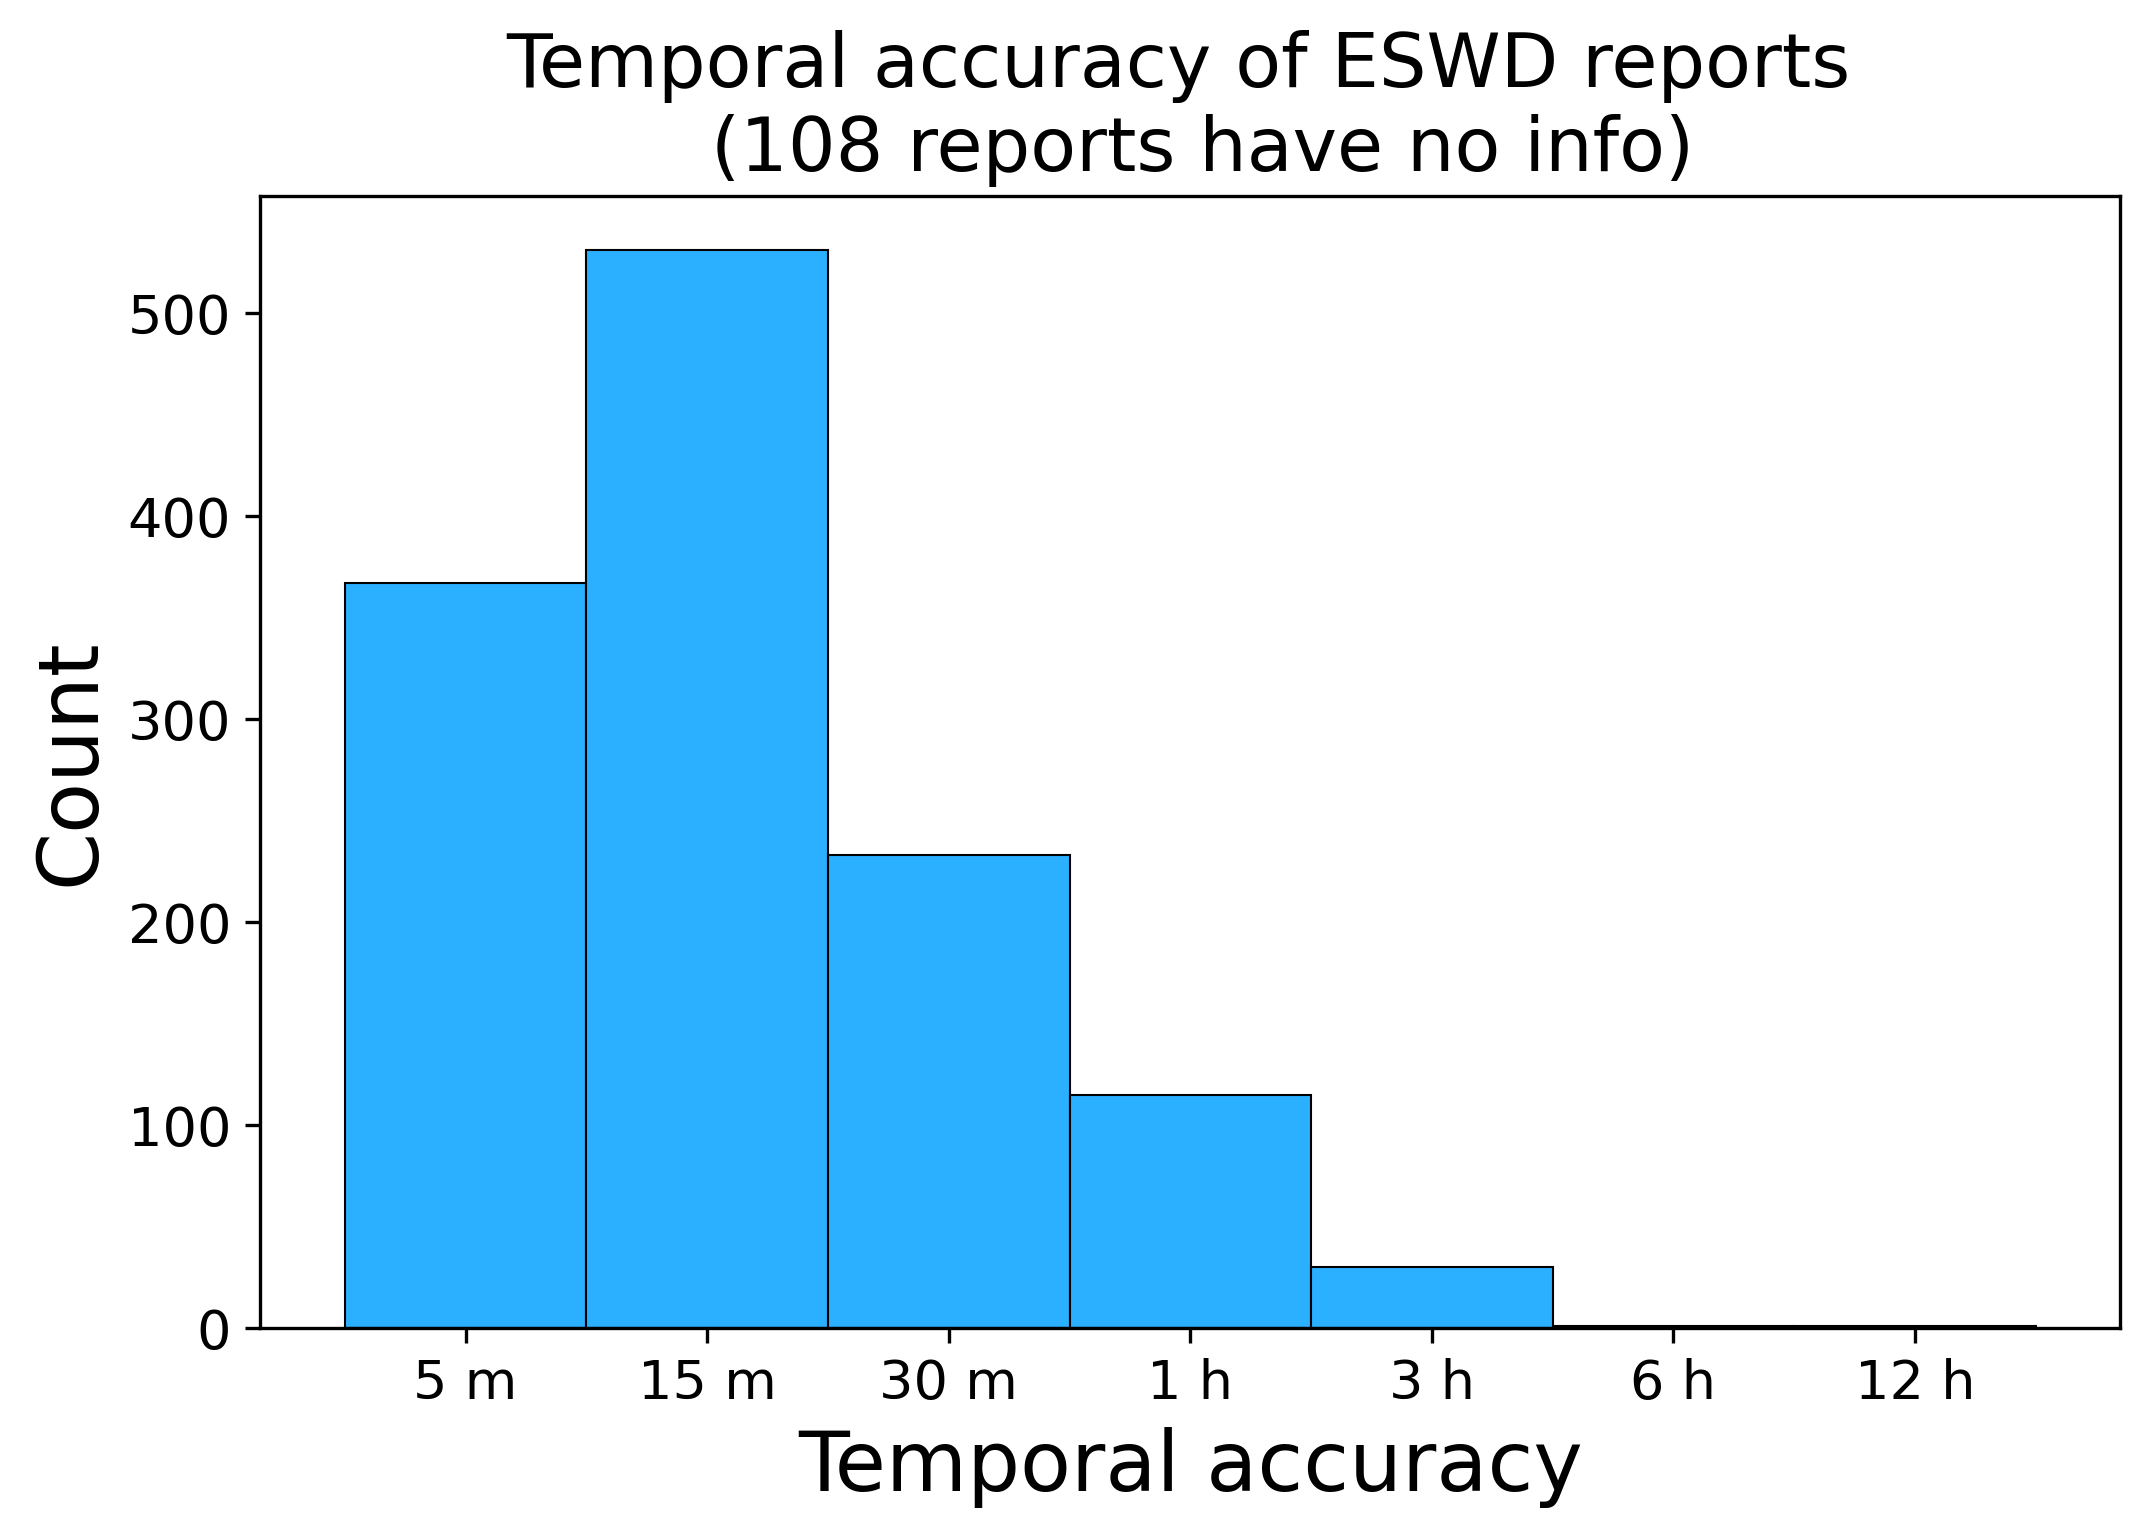 Temporal accuracy of ESWD reports
(108 reports have no info)
Count
500
400
300
200
100
0
5 m
15 m
30 m
1 h
3 h
6 h
12 h
Temporal accuracy